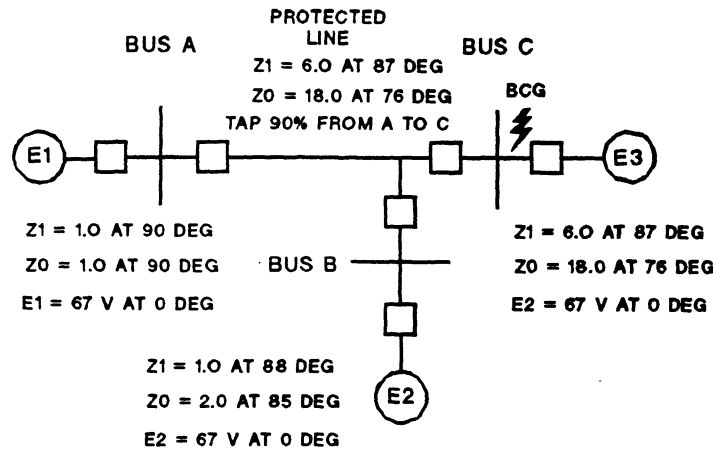 PROTECTED
LINE
BUS A
BUS C
Z1 = 6.0 AT 87 DEG
Z0 = 18.0 AT 76 DEG
TAP 90% FROM A TO C
BCG
E1
E3
Z1 = 1.0 AT 90 DEG
Z0 = 1.0 AT 90 DEG
E1 = 67 V AT 0 DEG
BUS B
Z1 = 6.0 AT 87 DEG
Z0 = 18.0 AT 76 DEG
E2 = 67 V AT 0 DEG
Z1 = 1.0 AT 88 DEG
Z0 = 2.0 AT 85 DEG
E2 = 67 V AT 0 DEG
E2